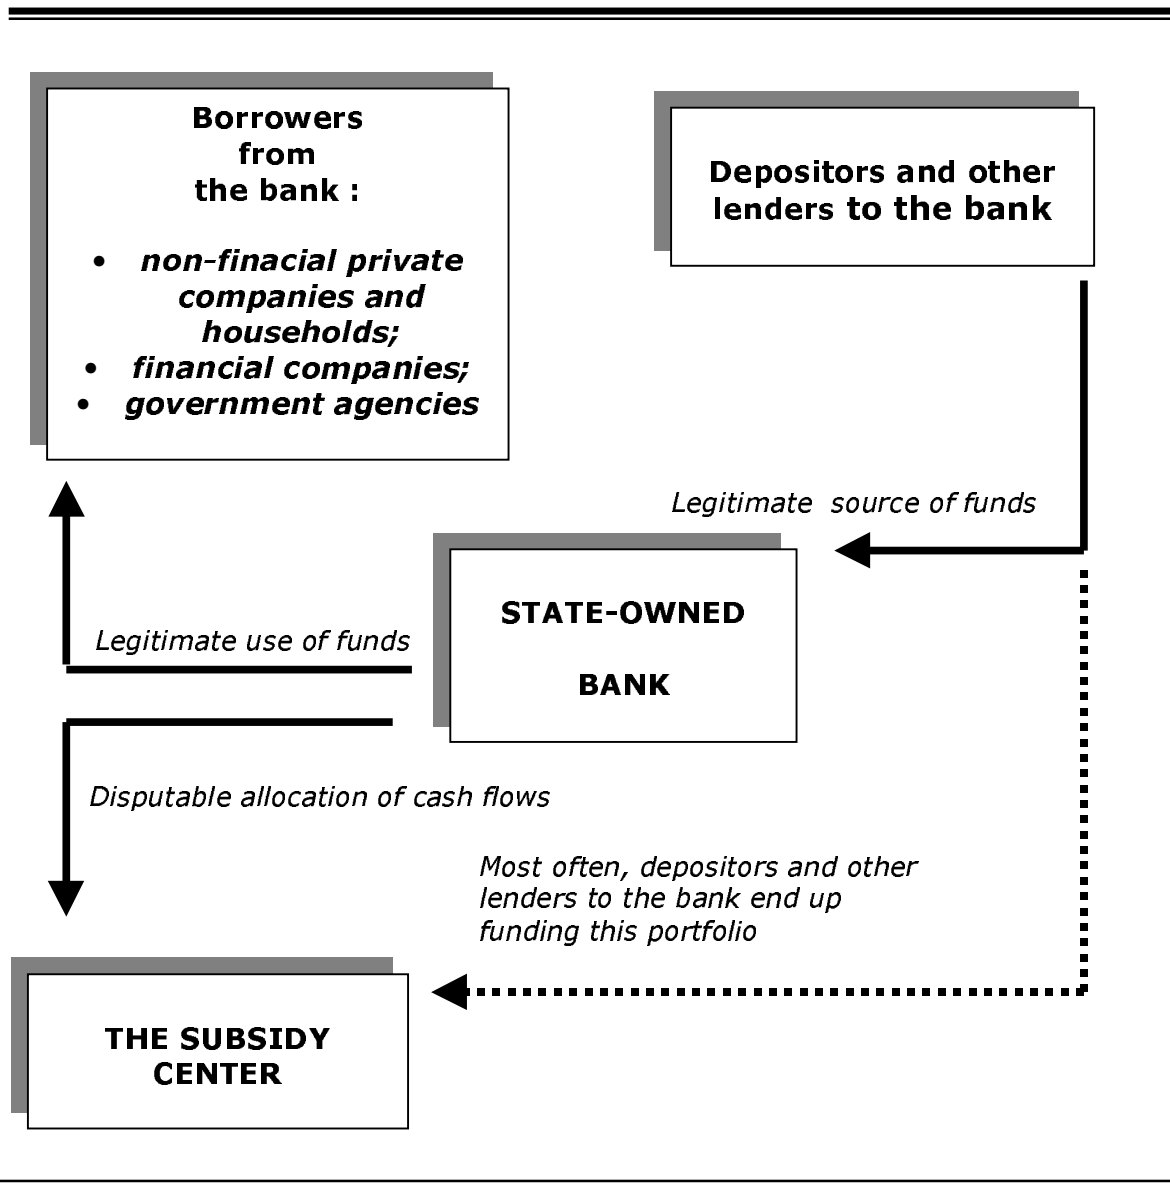 Borrowers
from
the bank :
• non-finacial private
companies and
households;
• financial companies;
• government agencies
Depositors and other
lenders to the bank
Legitimate source of funds
STATE-OWNED
BANK
Legitimate use of funds
Disputable allocation of cash flows
Most often, depositors and other
lenders to the bank end up
funding this portfolio
THE SUBSIDY
CENTER